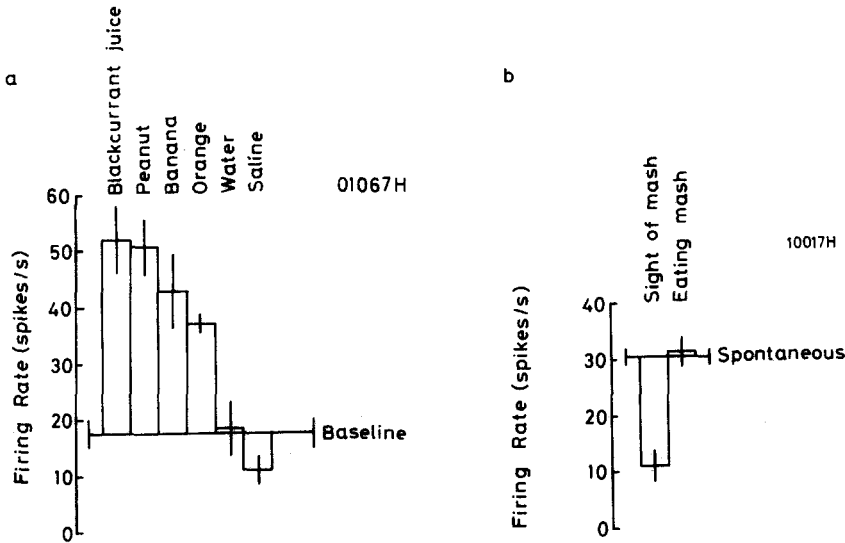 a
Blackcurrant juice
Peanut
Banana
Orange
Water
Saline
01067H
Firing Rate (spikes/s)
60
50
40
30
20
10
0
Baseline
b
Sight of mash
Eating mash
10017H
Firing Rate (spikes/s)
40
30
20
10
0
Spontaneous